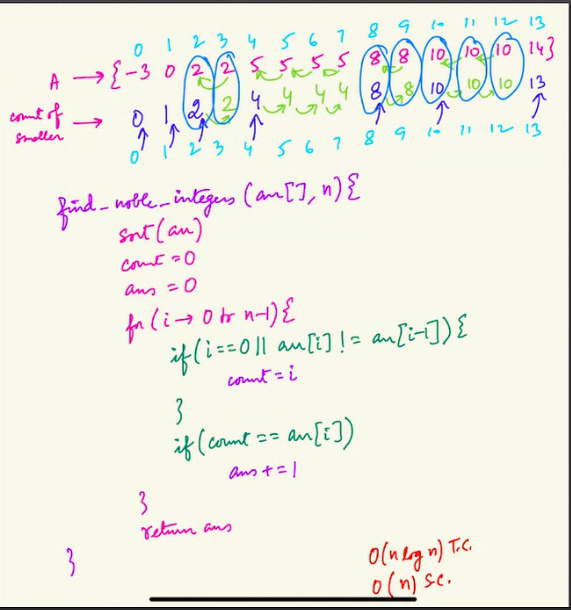 0 1 2 3 4 5 6 7 8 9 10 11 12 13
A → {-3 0 2 2 5 5 5 5 8 8 10 10 10 14}
count of smaller → 0 1 2 2 4 4 4 4 8 8 10 10 10 13
0 1 2 3 4 5 6 7 8 9 10 11 12 13
find_noble_integers (arr[], n) {
sort(arr)
count = 0
ans = 0
for (i → 0 to n-1) {
if (i==0 || arr[i] != arr[i-1]) {
count = i
}
if (count == arr[i])
ans += 1
}
return ans
}
O(n log n) T.C.
O(n) S.C.